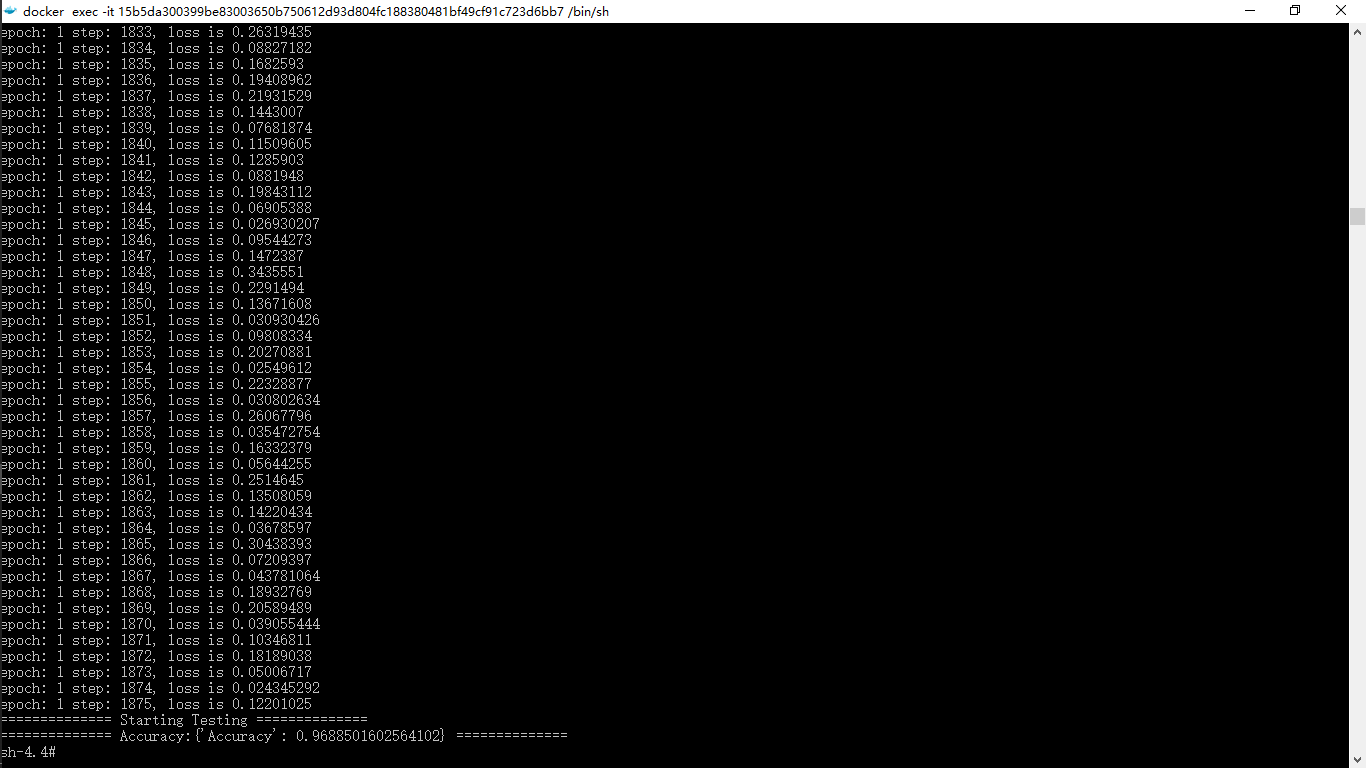 docker exec -it 15b5da300399be83003650b750612d93d804fc188380481bf49cf91c723d6bb7 /bin/sh
epoch: 1 step: 1833, loss is 0.26319435
epoch: 1 step: 1834, loss is 0.08827182
epoch: 1 step: 1835, loss is 0.1682593
epoch: 1 step: 1836, loss is 0.19408962
epoch: 1 step: 1837, loss is 0.21931529
epoch: 1 step: 1838, loss is 0.1443007
epoch: 1 step: 1839, loss is 0.07681874
epoch: 1 step: 1840, loss is 0.11509605
epoch: 1 step: 1841, loss is 0.1285903
epoch: 1 step: 1842, loss is 0.0881948
epoch: 1 step: 1843, loss is 0.19843112
epoch: 1 step: 1844, loss is 0.06905388
epoch: 1 step: 1845, loss is 0.026930207
epoch: 1 step: 1846, loss is 0.09544273
epoch: 1 step: 1847, loss is 0.1472387
epoch: 1 step: 1848, loss is 0.3435551
epoch: 1 step: 1849, loss is 0.2291494
epoch: 1 step: 1850, loss is 0.13671608
epoch: 1 step: 1851, loss is 0.030930426
epoch: 1 step: 1852, loss is 0.09808334
epoch: 1 step: 1853, loss is 0.20270881
epoch: 1 step: 1854, loss is 0.02549612
epoch: 1 step: 1855, loss is 0.22328877
epoch: 1 step: 1856, loss is 0.030802634
epoch: 1 step: 1857, loss is 0.26067796
epoch: 1 step: 1858, loss is 0.035472754
epoch: 1 step: 1859, loss is 0.16332379
epoch: 1 step: 1860, loss is 0.05644255
epoch: 1 step: 1861, loss is 0.2514645
epoch: 1 step: 1862, loss is 0.13508059
epoch: 1 step: 1863, loss is 0.14220434
epoch: 1 step: 1864, loss is 0.03678597
epoch: 1 step: 1865, loss is 0.30438393
epoch: 1 step: 1866, loss is 0.07209397
epoch: 1 step: 1867, loss is 0.043781064
epoch: 1 step: 1868, loss is 0.18932769
epoch: 1 step: 1869, loss is 0.20589489
epoch: 1 step: 1870, loss is 0.039055444
epoch: 1 step: 1871, loss is 0.10346811
epoch: 1 step: 1872, loss is 0.18189038
epoch: 1 step: 1873, loss is 0.05006717
epoch: 1 step: 1874, loss is 0.024345292
epoch: 1 step: 1875, loss is 0.12201025
============== Starting Testing ==============
============== Accuracy:{'Accuracy': 0.9688501602564102} ==============
sh-4.4#